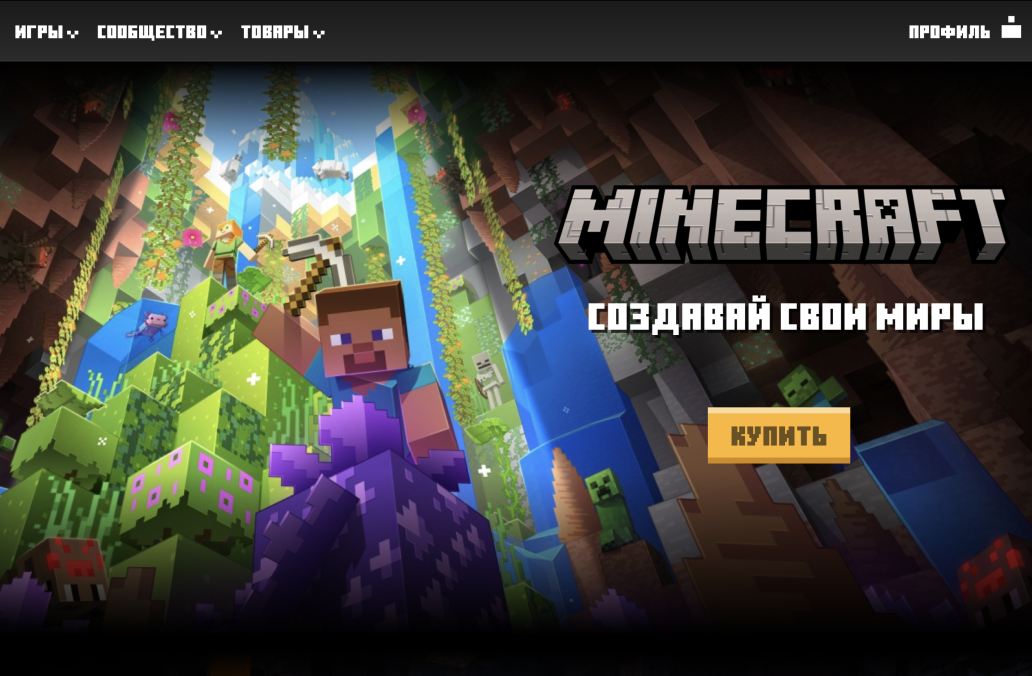 ИГРЫ СООБЩЕСТВО ТОВАРЫ ПРОФИЛЬ
MINECRAFT
СОЗДАВАЙ СВОИ МИРЫ
КУПИТЬ